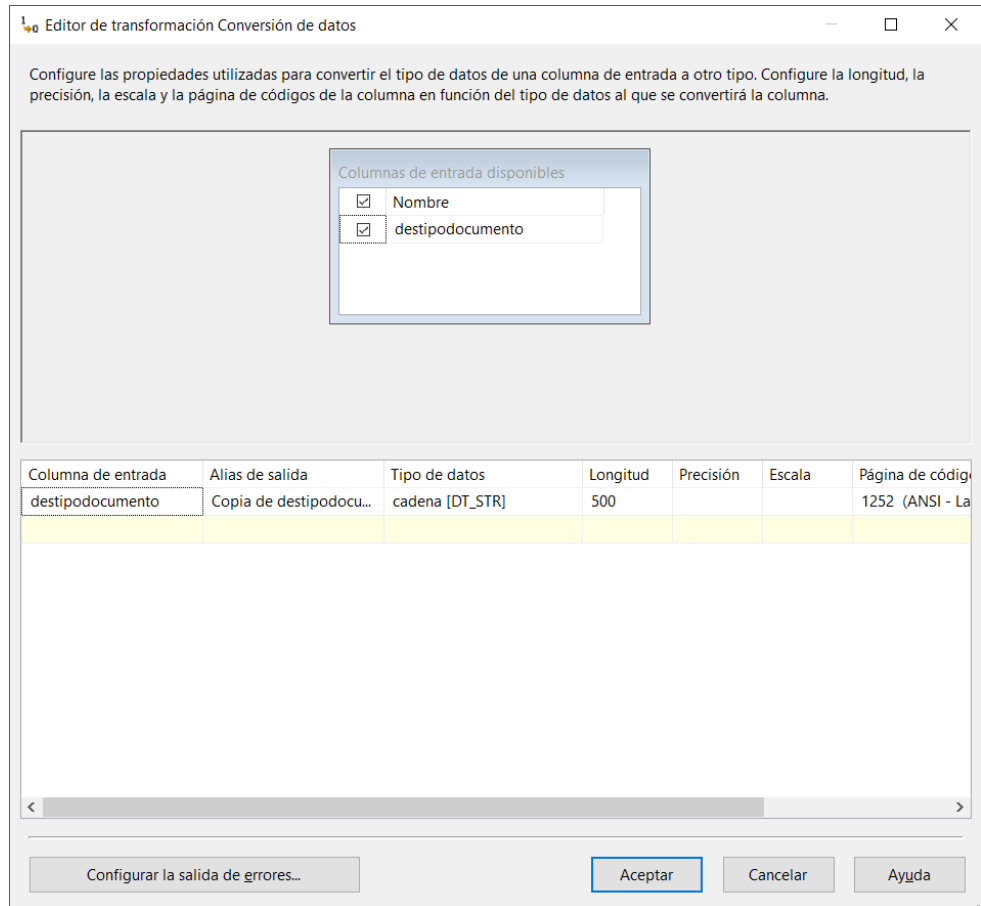 Editor de transformación Conversión de datos
Configure las propiedades utilizadas para convertir el tipo de datos de una columna de entrada a otro tipo. Configure la longitud, la
precisión, la escala y la página de códigos de la columna en función del tipo de datos al que se convertirá la columna.
Columnas de entrada disponibles
Nombre
destipodocumento
Columna de entrada Alias de salida Tipo de datos Longitud Precisión Escala Página de códig
destipodocumento Copia de destipodocu... cadena [DT_STR] 500 1252 (ANSI - La
Configurar la salida de errores... Aceptar Cancelar Ayuda